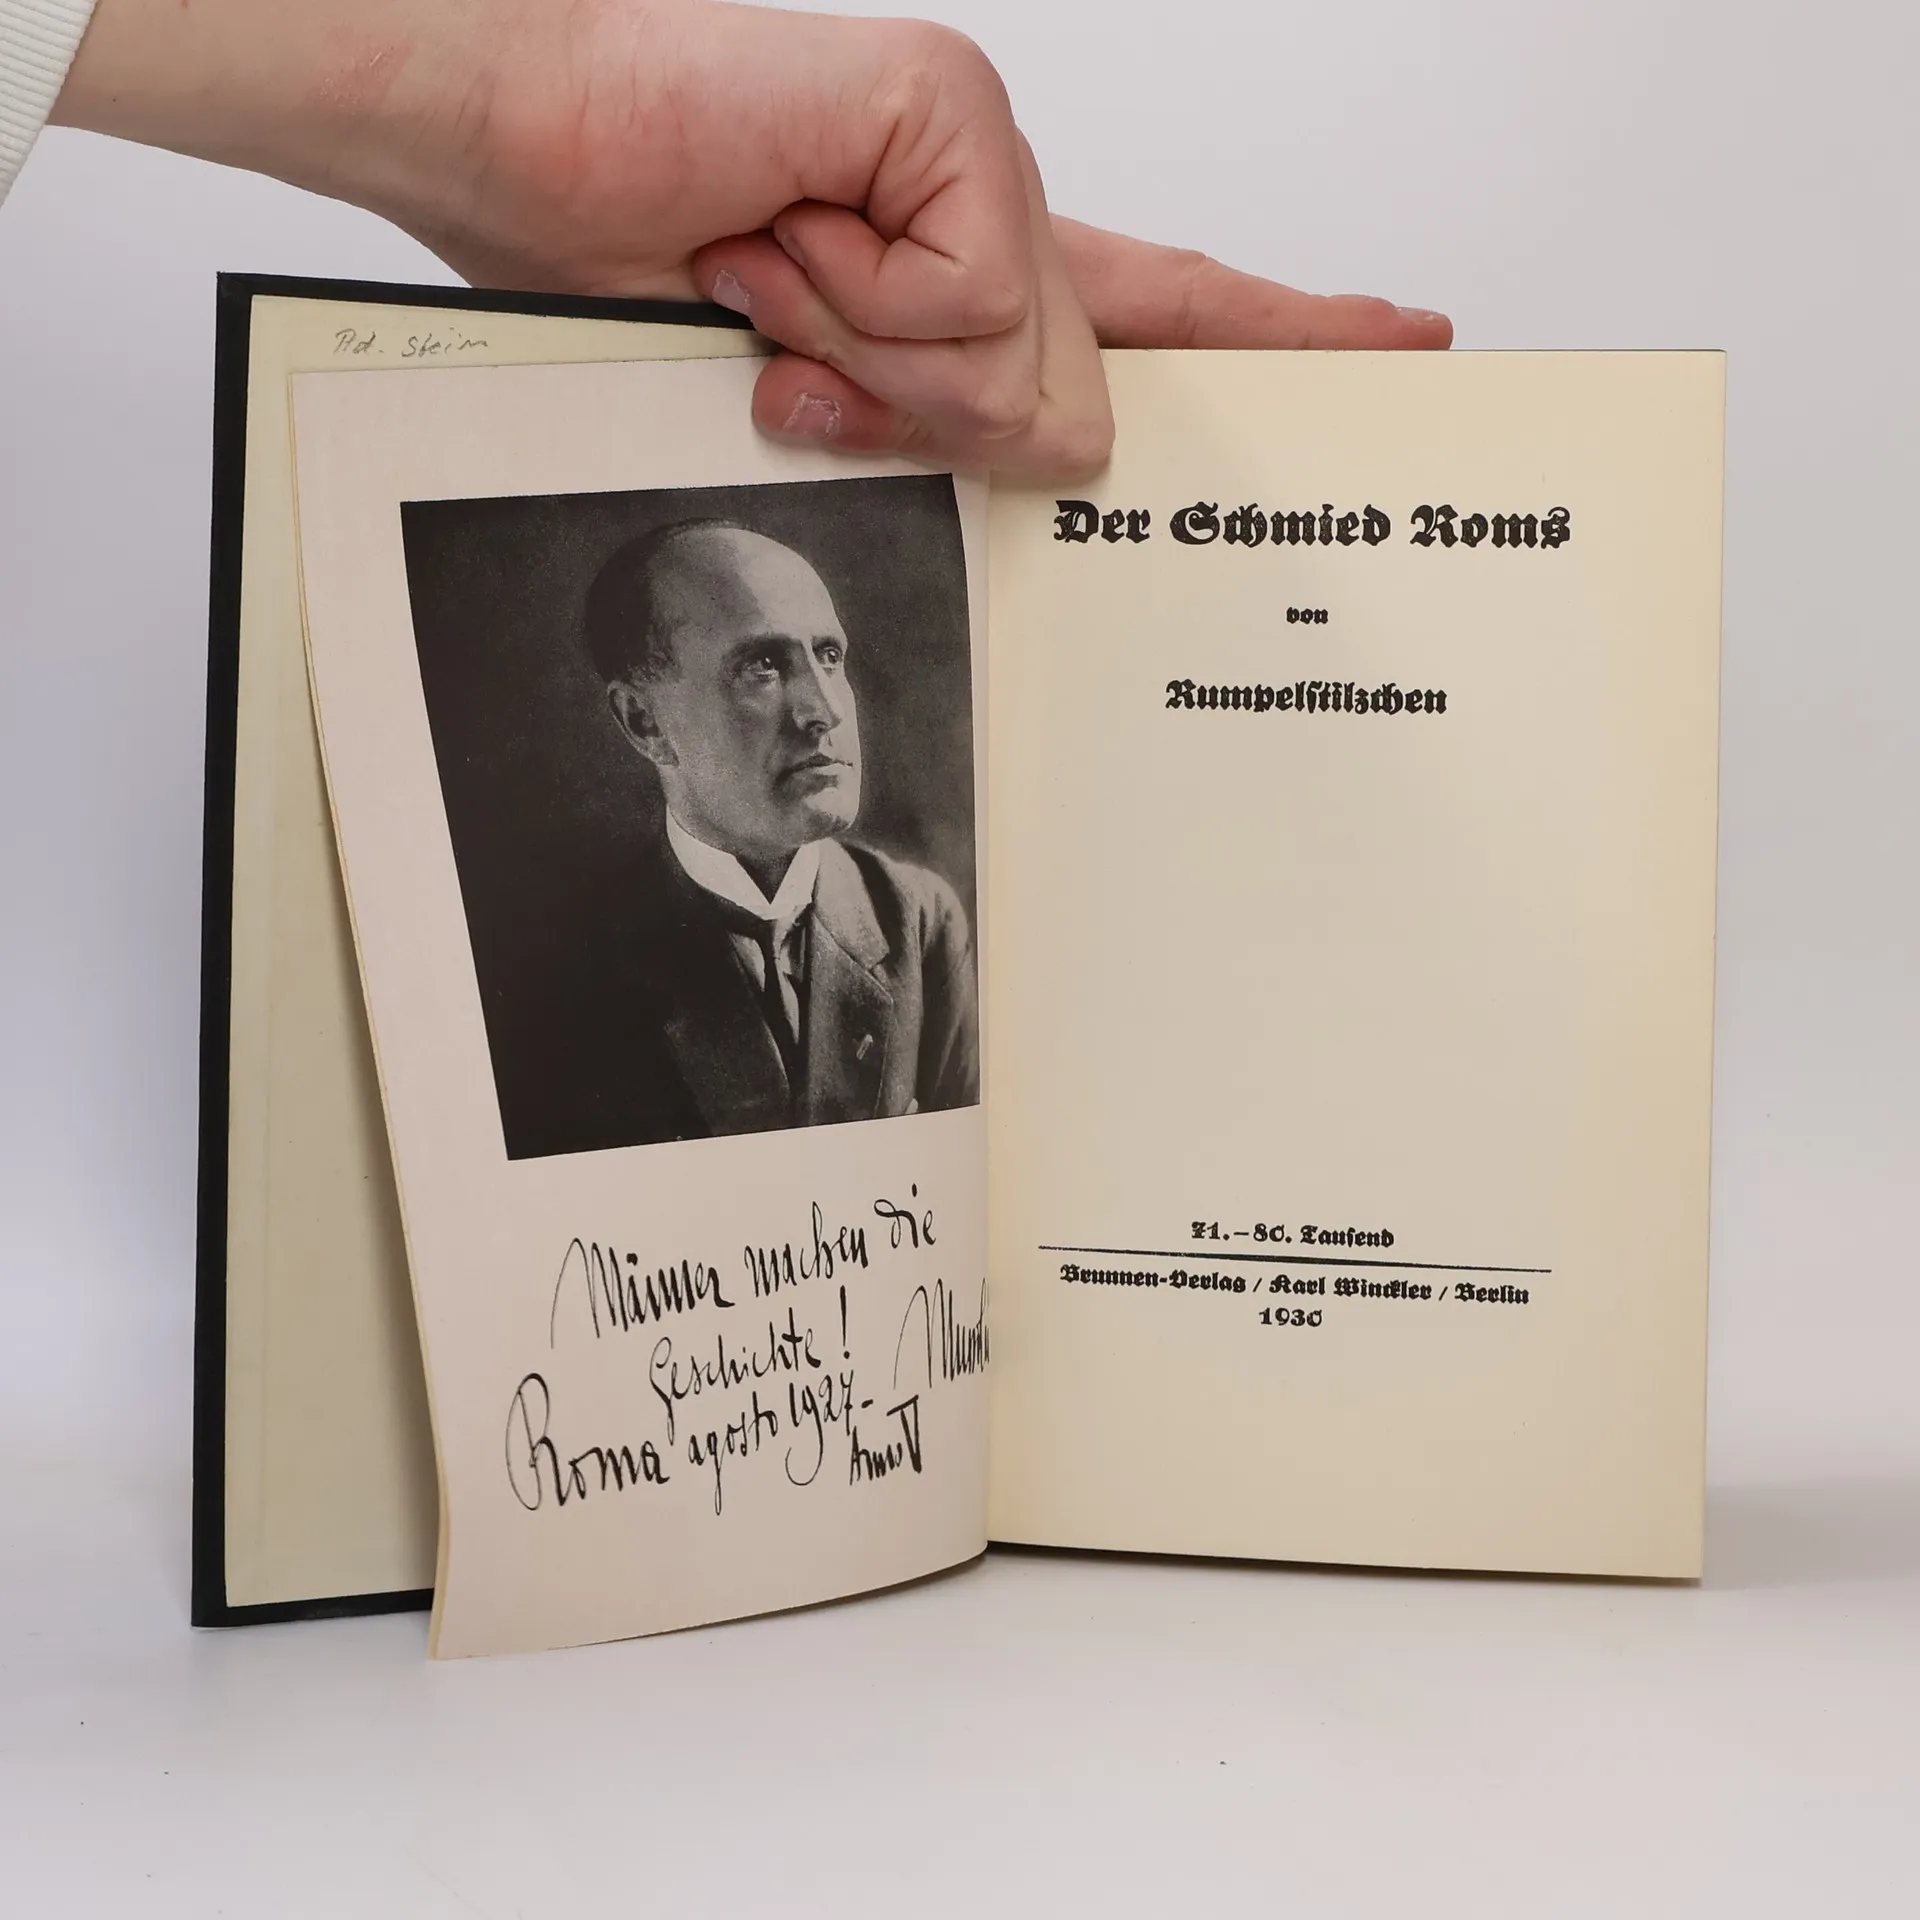 Ad. Stein
Männer machen die
Geschichte!
Roma agosto 1927- 
Anno V
Der Schmied Roms
von
Rumpelstilzchen
71.–80. Tausend
Brunnen-Verlag / Karl Winckler / Berlin
1930